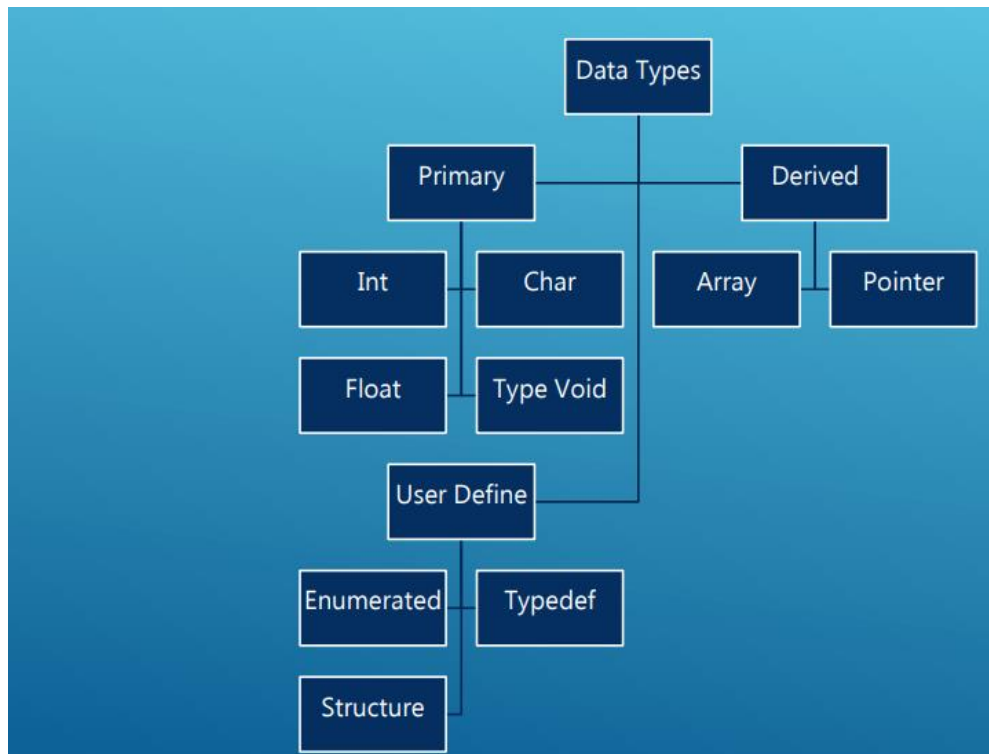 Data Types
Primary
Derived
Int
Char
Array
Pointer
Float
Type Void
User Define
Enumerated
Typedef
Structure